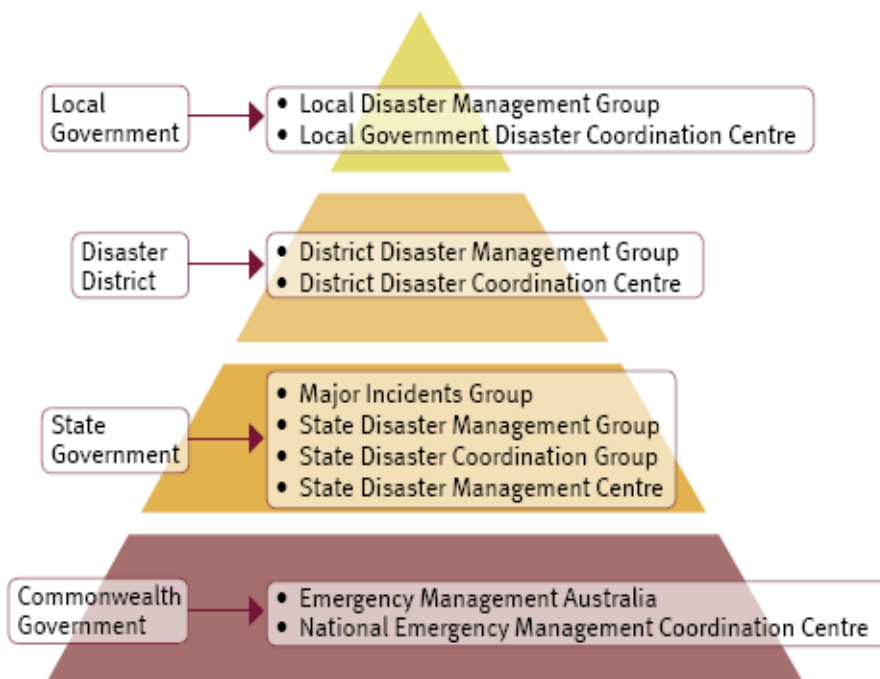 Local
Government
• Local Disaster Management Group
• Local Government Disaster Coordination Centre
Disaster
District
• District Disaster Management Group
• District Disaster Coordination Centre
State
Government
• Major Incidents Group
• State Disaster Management Group
• State Disaster Coordination Group
• State Disaster Management Centre
Commonwealth
Government
• Emergency Management Australia
• National Emergency Management Coordination Centre